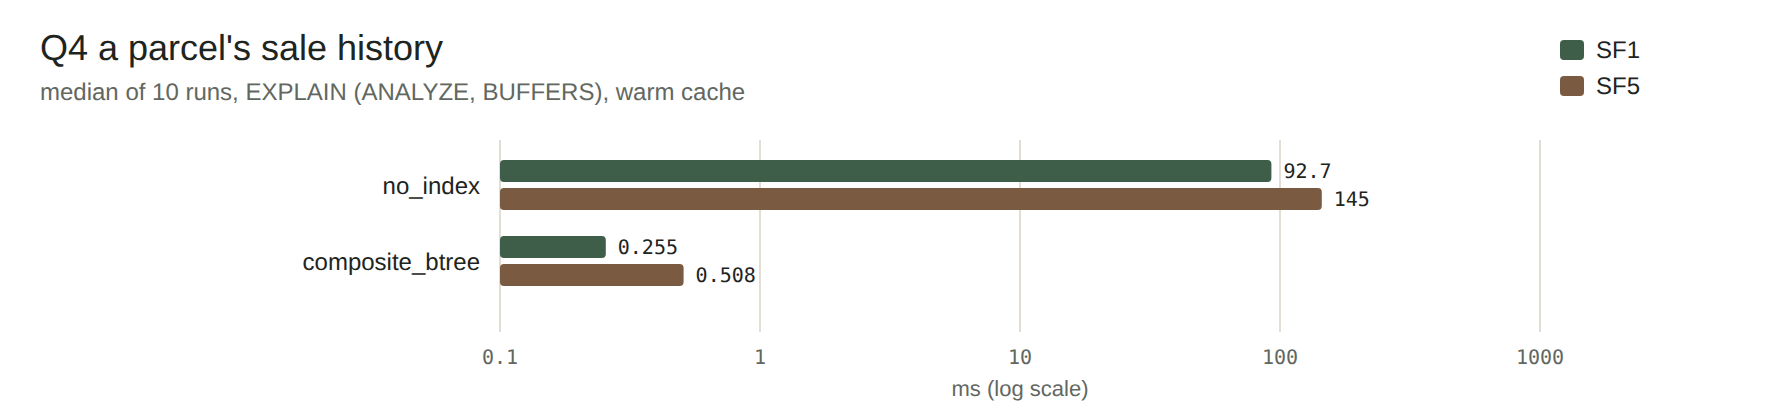 Q4 a parcel's sale history
median of 10 runs, EXPLAIN (ANALYZE, BUFFERS), warm cache
SF1
SF5
no_index
92.7
145
composite_btree
0.255
0.508
0.1 1 10 100 1000
ms (log scale)